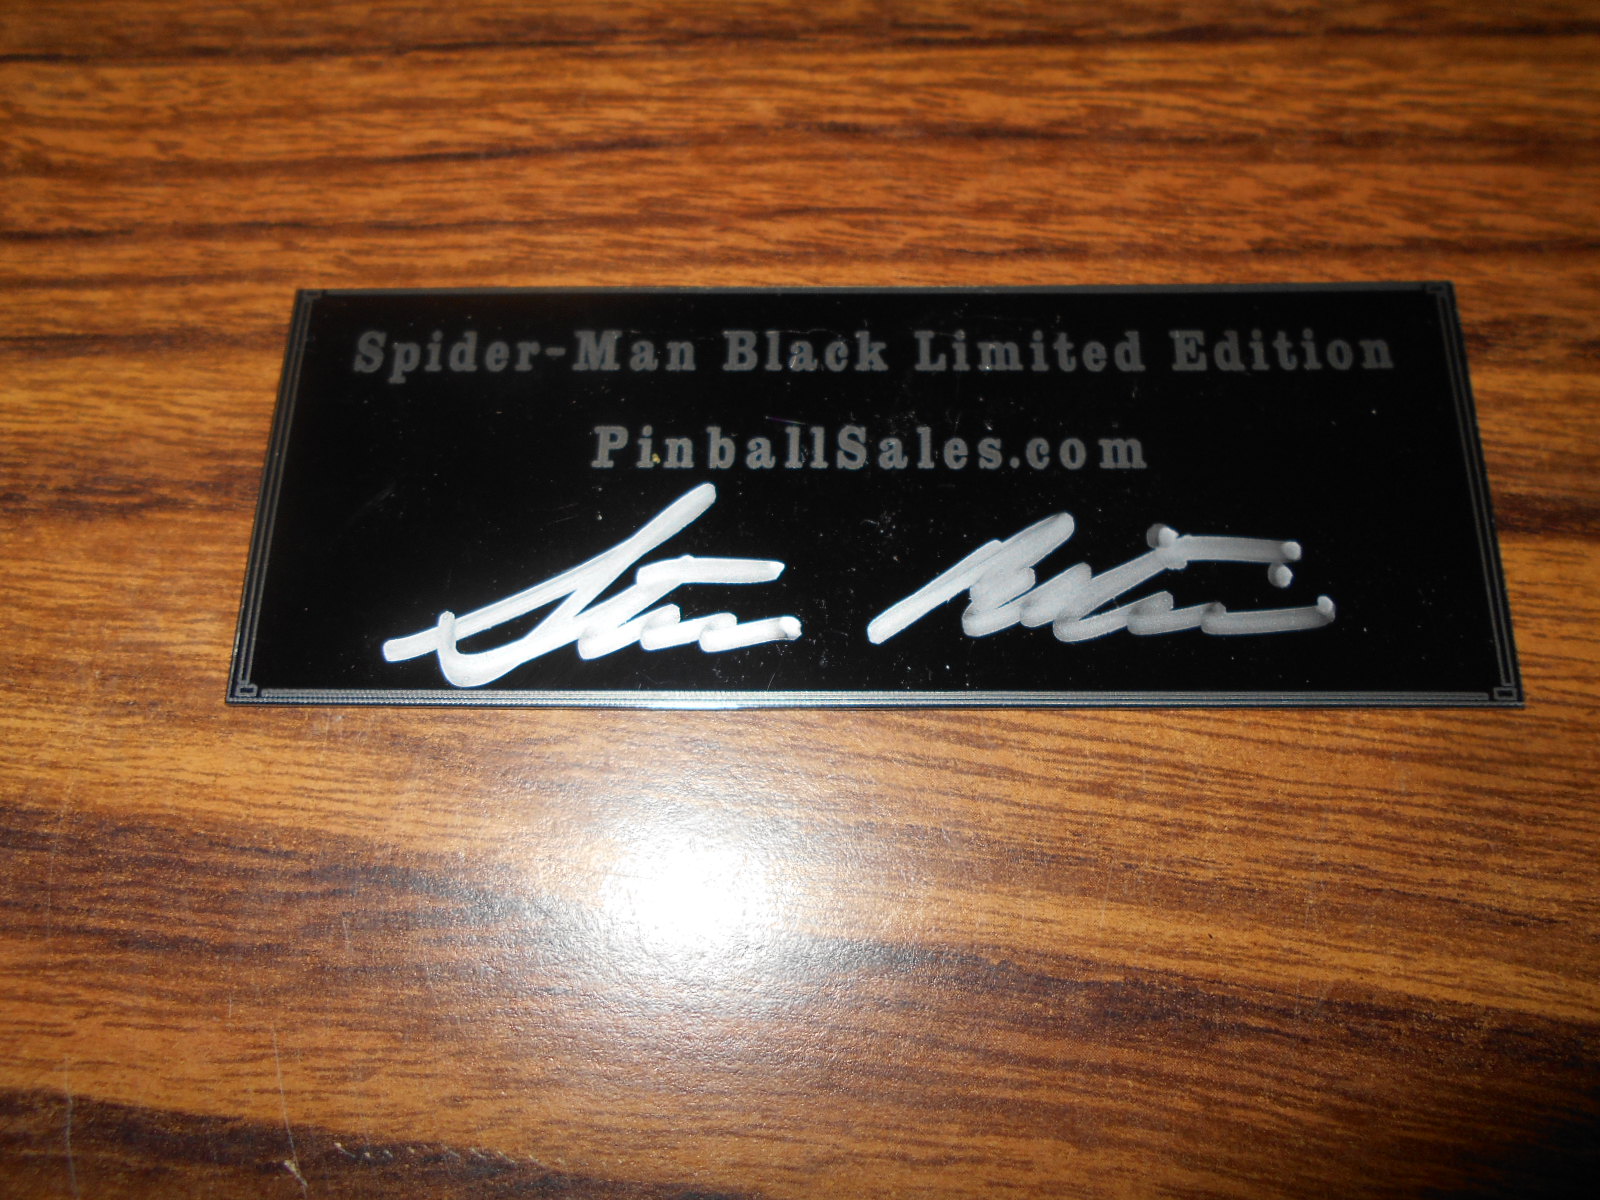 Spider-Man Black Limited Edition
PinballSales.com